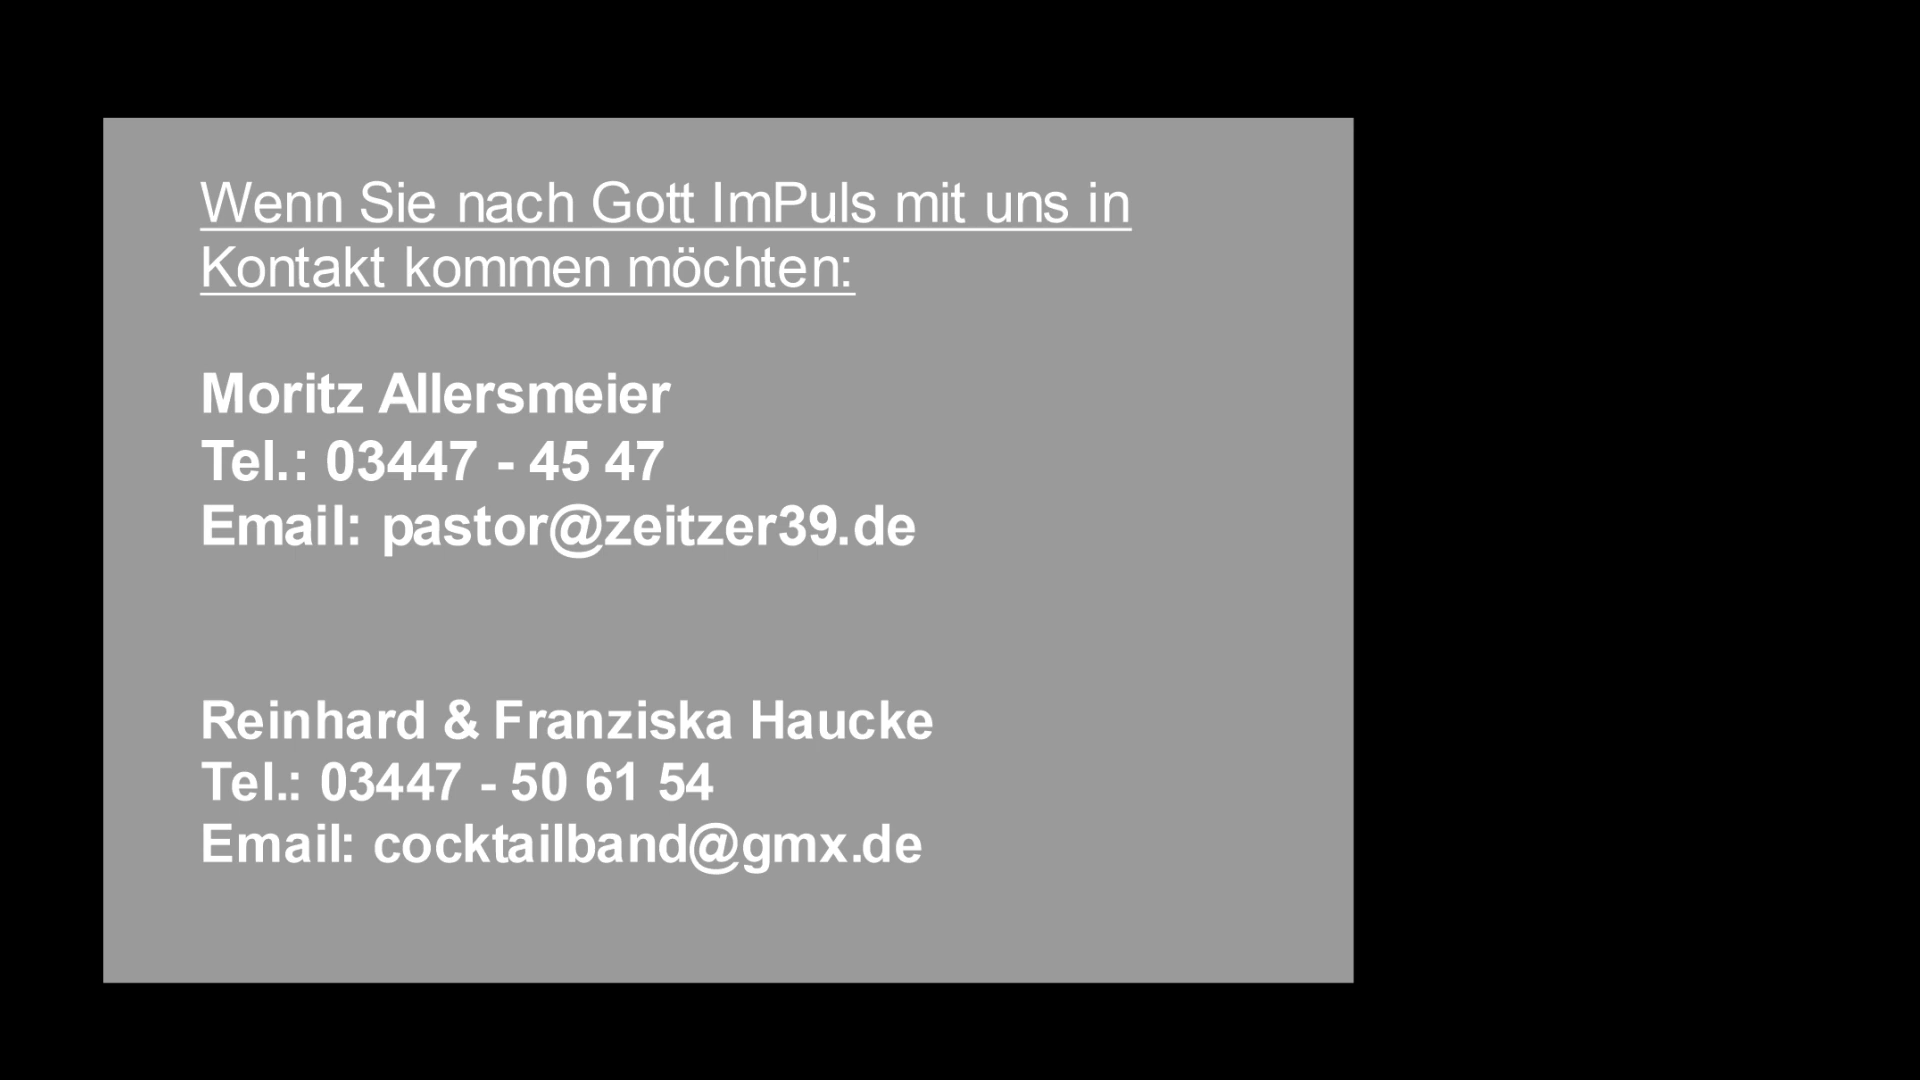 Wenn Sie nach Gott ImPuls mit uns in
Kontakt kommen möchten:
Moritz Allersmeier
Tel.: 03447 - 45 47
Email: pastor@zeitzer39.de
Reinhard & Franziska Haucke
Tel.: 03447 - 50 61 54
Email: cocktailband@gmx.de